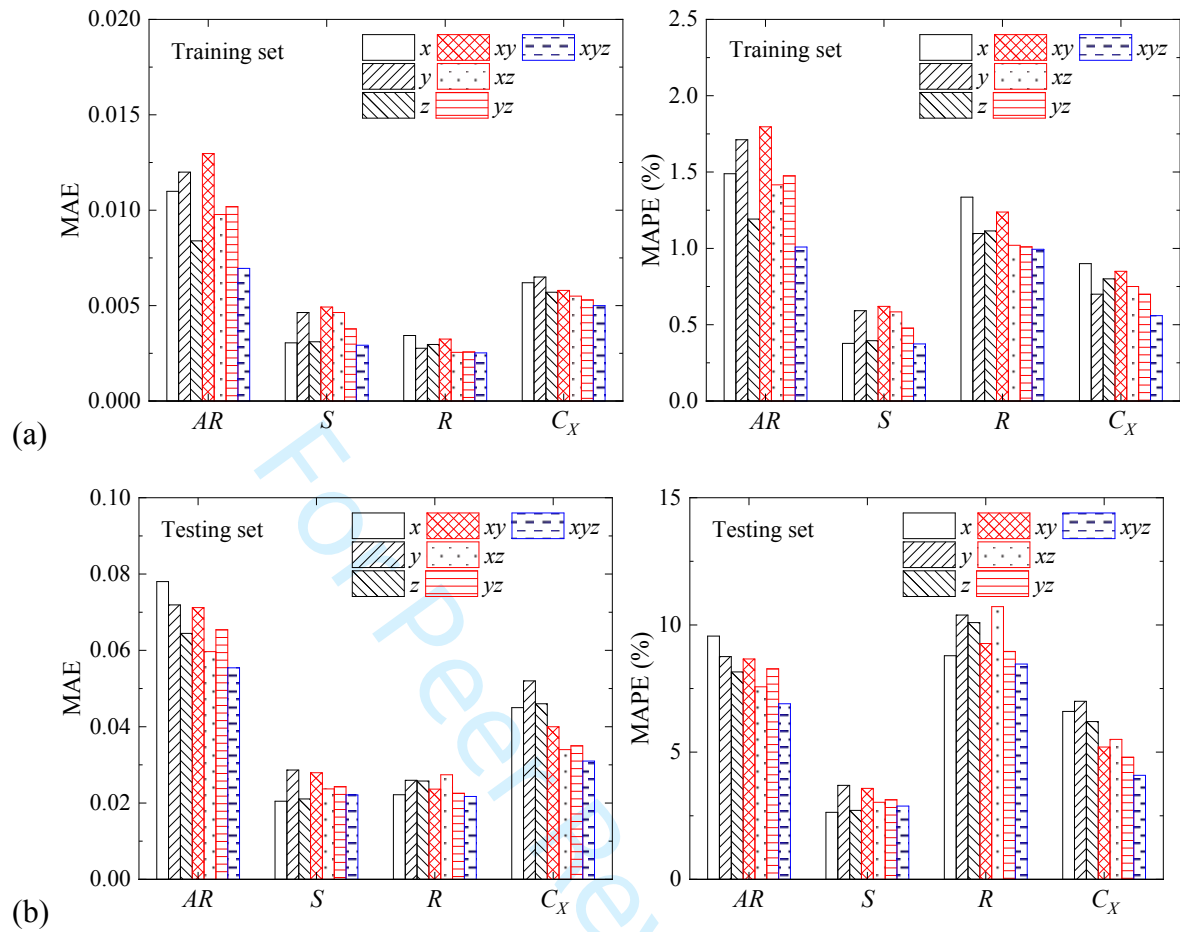 0.020
0.015
0.010
0.005
0.000
MAE
Training set
x xy xyz
y xz
z yz
AR S R C_X
2.5
2.0
1.5
1.0
0.5
0.0
MAPE (%)
Training set
x xy xyz
y xz
z yz
AR S R C_X
(a)
0.10
0.08
0.06
0.04
0.02
0.00
MAE
Testing set
x xy xyz
y xz
z yz
AR S R C_X
15
10
5
0
MAPE (%)
Testing set
x xy xyz
y xz
z yz
AR S R C_X
(b)
For Peer Rev